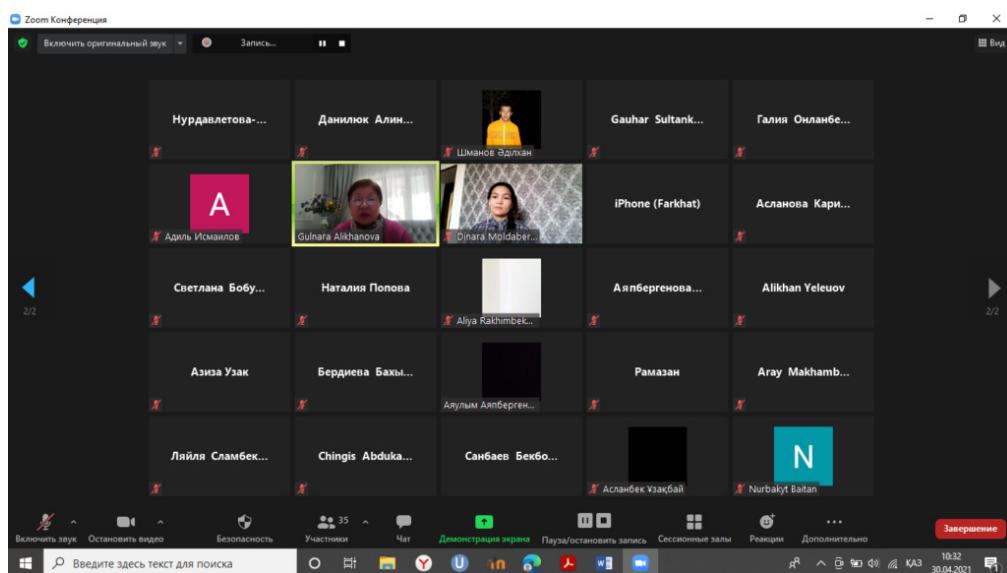 Zoom Конференция
Включить оригинальный звук
Запись...
Вид
Нурдавлетова-...
Данилюк Алин...
Шманов Әділхан
Gauhar Sultank...
Галия Онланбе...
A
Адиль Исмаилов
Gulnara Alikhanova
Dinara Moldaber...
iPhone (Farkhat)
Асланова Кари...
2/2
Светлана Бобу...
Наталия Попова
Aliya Rakhimbek...
Аяпбергенова...
Alikhan Yeleuov
2/2
Азиза Узак
Бердиева Бахы...
Аяулым Аяпберген...
Рамазан
Aray Makhamb...
Ляйля Сламбек...
Chingis Abduka...
Санбаев Бекбо...
Асланбек Ұзақбай
N
Nurbakyt Baitan
Включить звук
Остановить видео
Безопасность
35
Участники
Чат
Демонстрация экрана
Пауза/остановить запись
Сессионные залы
Реакции
Дополнительно
Завершение
Введите здесь текст для поиска
ҚАЗ
10:32
30.04.2021